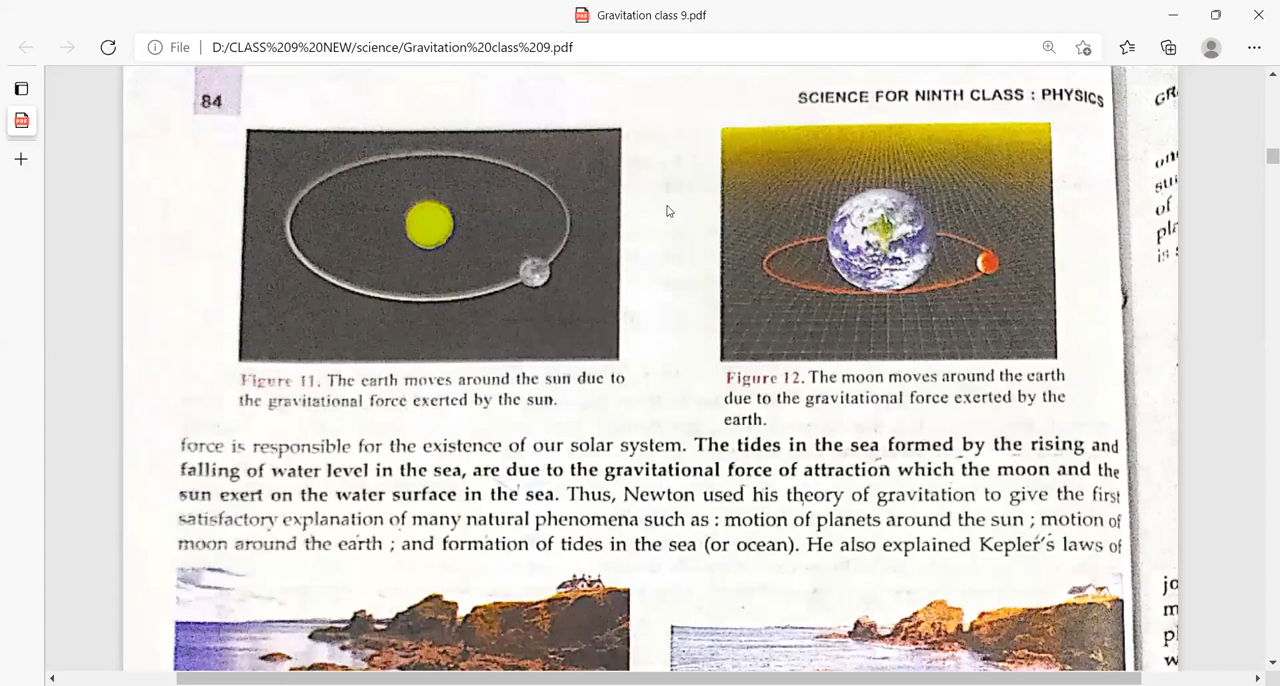 Gravitation class 9.pdf
File | D:/CLASS%209%20NEW/science/Gravitation%20class%209.pdf
84
SCIENCE FOR NINTH CLASS : PHYSICS
Figure 11. The earth moves around the sun due to
the gravitational force exerted by the sun.
Figure 12. The moon moves around the earth
due to the gravitational force exerted by the
earth.
force is responsible for the existence of our solar system. The tides in the sea formed by the rising and
falling of water level in the sea, are due to the gravitational force of attraction which the moon and the
sun exert on the water surface in the sea. Thus, Newton used his theory of gravitation to give the first
satisfactory explanation of many natural phenomena such as : motion of planets around the sun ; motion of
moon around the earth ; and formation of tides in the sea (or ocean). He also explained Kepler's laws of
of